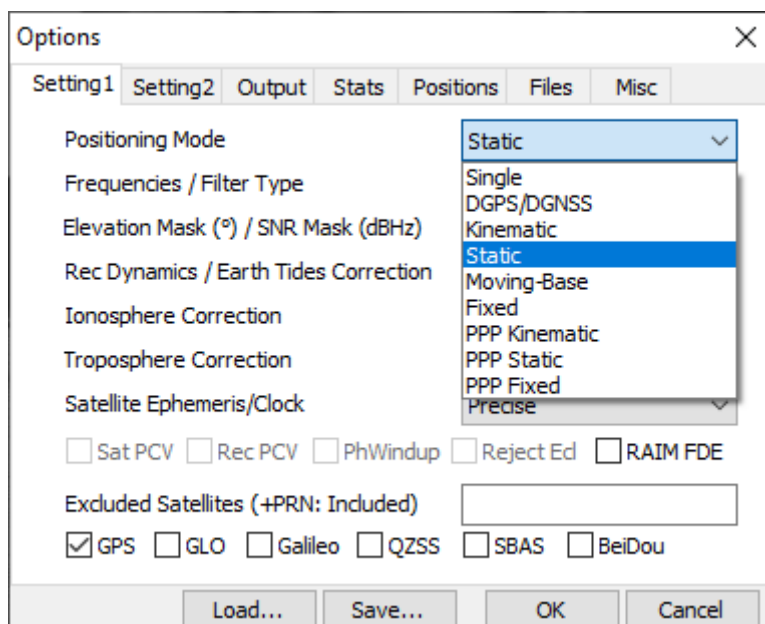 Options
Setting1 Setting2 Output Stats Positions Files Misc
Positioning Mode Static
Frequencies / Filter Type Single
DGPS/DGNSS
Elevation Mask (°) / SNR Mask (dBHz) Kinematic
Static
Rec Dynamics / Earth Tides Correction Moving-Base
Ionosphere Correction Fixed
PPP Kinematic
Troposphere Correction PPP Static
PPP Fixed
Satellite Ephemeris/Clock Precise
Sat PCV Rec PCV PhWindup Reject Ecl RAIM FDE
Excluded Satellites (+PRN: Included)
GPS GLO Galileo QZSS SBAS BeiDou
Load... Save... OK Cancel